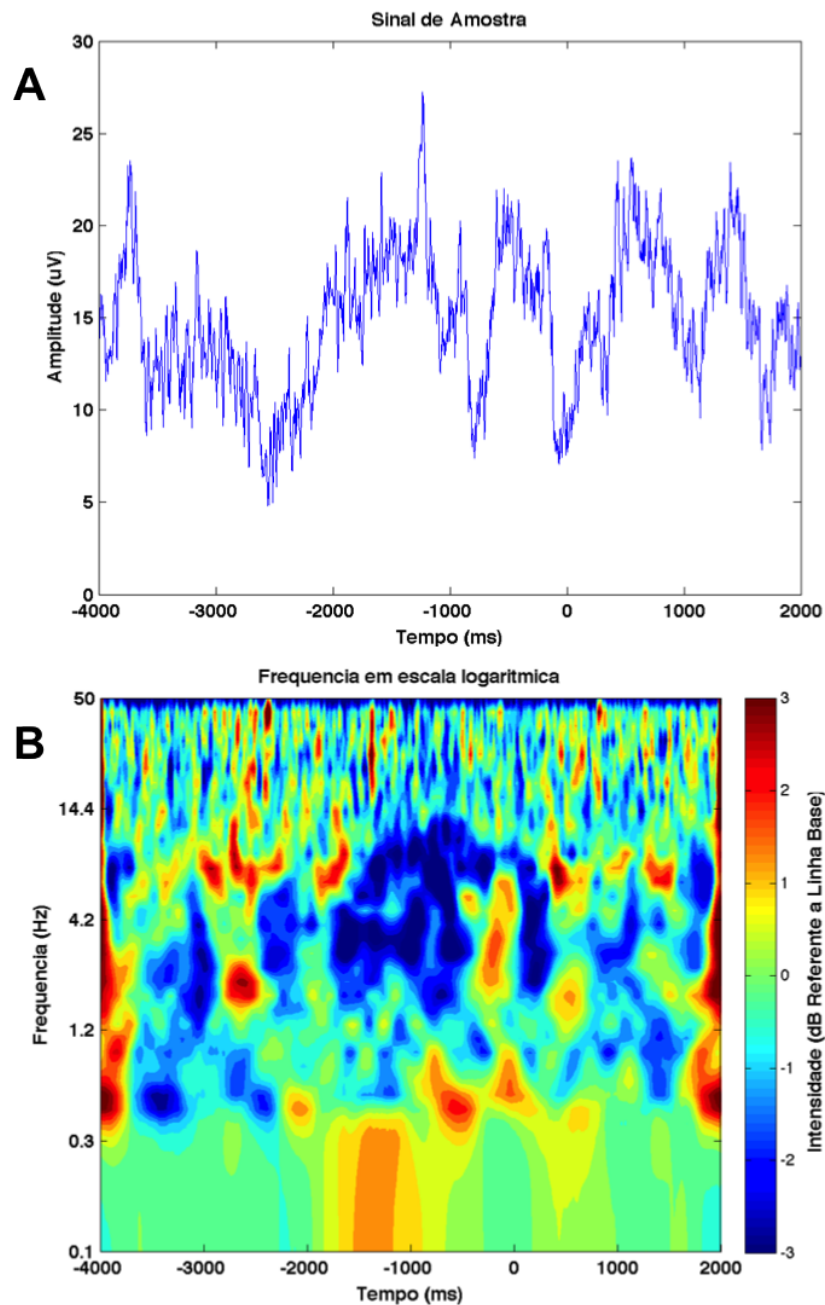 Sinal de Amostra
A
30
25
20
15
10
5
0
Amplitude (uV)
-4000 -3000 -2000 -1000 0 1000 2000
Tempo (ms)
Frequencia em escala logaritmica
B
50
14.4
4.2
1.2
0.3
0.1
Frequencia (Hz)
-4000 -3000 -2000 -1000 0 1000 2000
Tempo (ms)
3
2
1
0
-1
-2
-3
Intensidade (dB Referente a Linha Base)